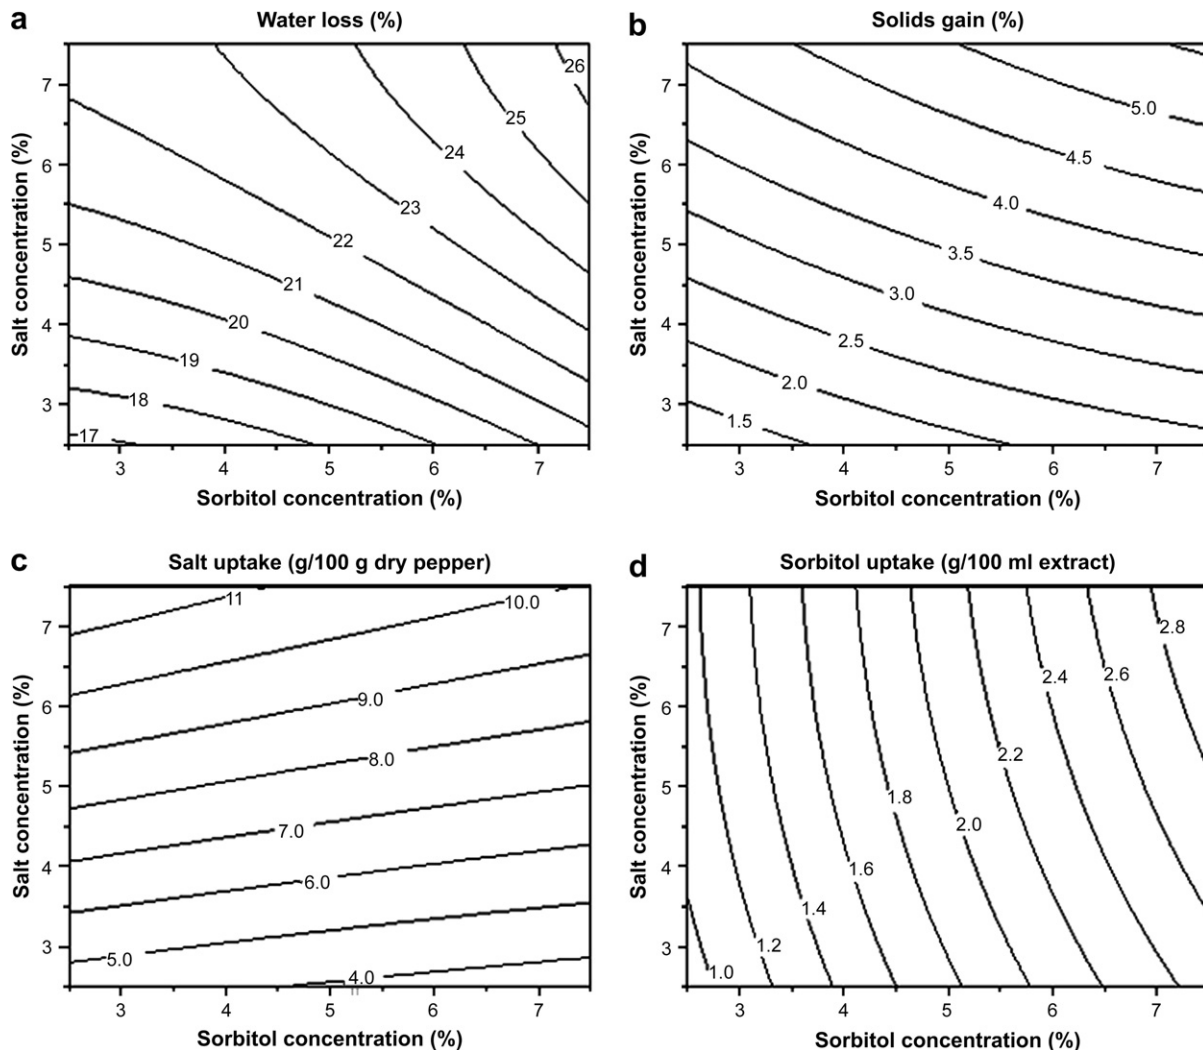 a
Water loss (%)
7
6
5
4
3
Salt concentration (%)
26
25
24
23
22
21
20
19
18
17
3 4 5 6 7
Sorbitol concentration (%)
b
Solids gain (%)
7
6
5
4
3
Salt concentration (%)
5.0
4.5
4.0
3.5
3.0
2.5
2.0
1.5
3 4 5 6 7
Sorbitol concentration (%)
c
Salt uptake (g/100 g dry pepper)
7
6
5
4
3
Salt concentration (%)
11
10.0
9.0
8.0
7.0
6.0
5.0
4.0
3 4 5 6 7
Sorbitol concentration (%)
d
Sorbitol uptake (g/100 ml extract)
7
6
5
4
3
Salt concentration (%)
2.8
2.6
2.4
2.2
2.0
1.8
1.6
1.4
1.2
1.0
3 4 5 6 7
Sorbitol concentration (%)